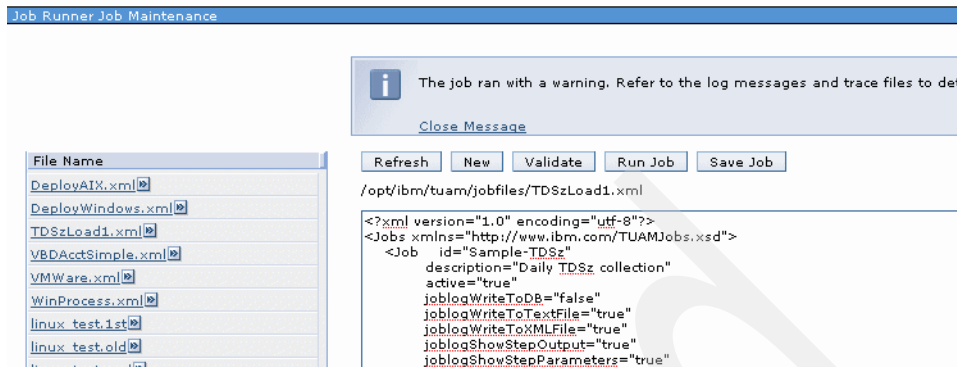 Job Runner Job Maintenance
The job ran with a warning. Refer to the log messages and trace files to
Close Message
File Name
Refresh New Validate Run Job Save Job
DeployAIX.xml
DeployWindows.xml
TDSzLoad1.xml
VBDAcctSimple.xml
VMWare.xml
WinProcess.xml
linux test.1st
linux test.old
/opt/ibm/tuam/jobfiles/TDSzLoad1.xml
<?xml version="1.0" encoding="utf-8"?>
<Jobs xmlns="http://www.ibm.com/TUAMJobs.xsd">
<Job id="Sample-TDSz"
description="Daily TDSz collection"
active="true"
joblogWriteToDB="false"
joblogWriteToTextFile="true"
joblogWriteToXMLFile="true"
joblogShowStepOutput="true"
joblogShowStepParameters="true"